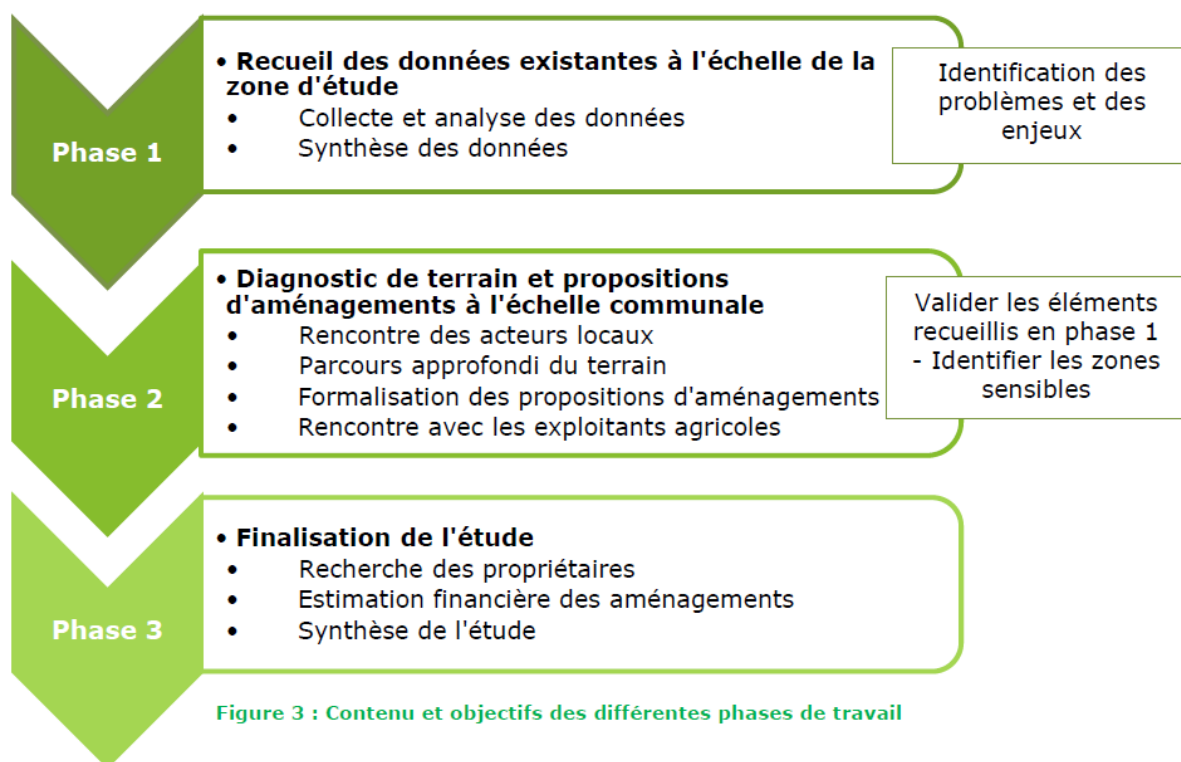 Phase 1
• Recueil des données existantes à l'échelle de la
zone d'étude
• Collecte et analyse des données
• Synthèse des données
Identification des
problèmes et des
enjeux
Phase 2
• Diagnostic de terrain et propositions
d'aménagements à l'échelle communale
• Rencontre des acteurs locaux
• Parcours approfondi du terrain
• Formalisation des propositions d'aménagements
• Rencontre avec les exploitants agricoles
Valider les éléments
recueillis en phase 1
- Identifier les zones
sensibles
Phase 3
• Finalisation de l'étude
• Recherche des propriétaires
• Estimation financière des aménagements
• Synthèse de l'étude
Figure 3 : Contenu et objectifs des différentes phases de travail